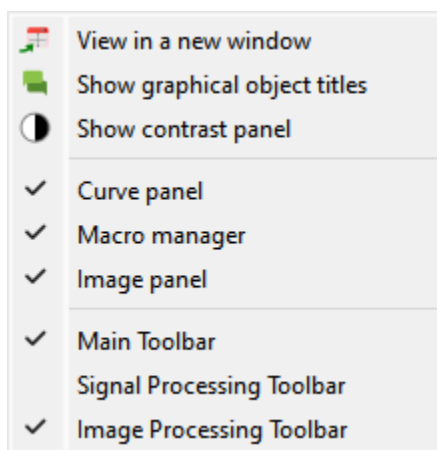 View in a new window
Show graphical object titles
Show contrast panel
Curve panel
Macro manager
Image panel
Main Toolbar
Signal Processing Toolbar
Image Processing Toolbar